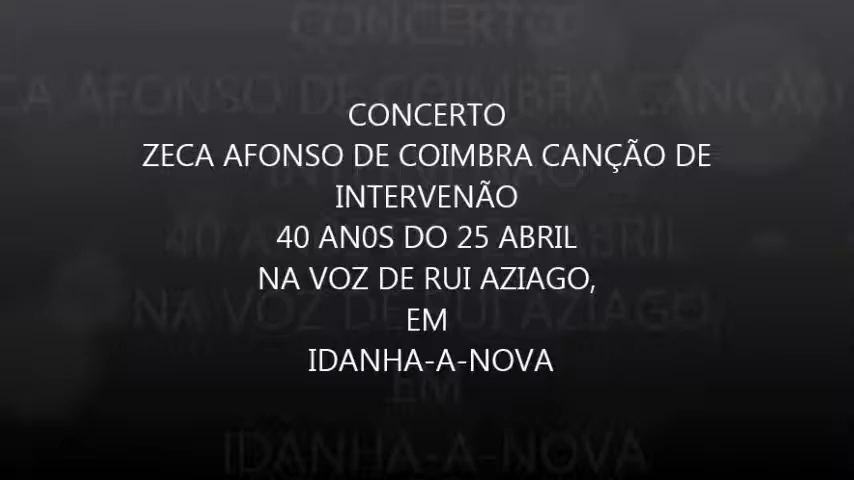 CONCERTO
ZECA AFONSO DE COIMBRA CANÇÃO DE
INTERVENÃO
40 AN0S DO 25 ABRIL
NA VOZ DE RUI AZIAGO,
EM
IDANHA-A-NOVA